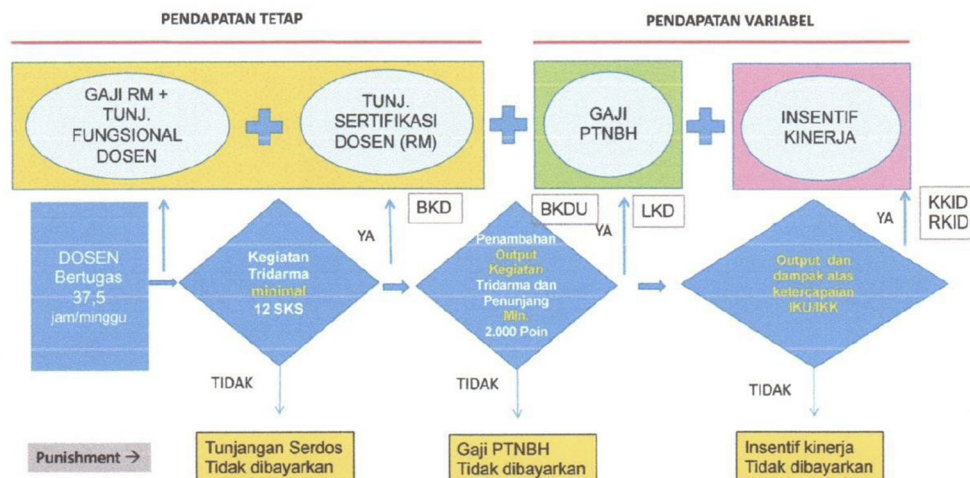 PENDAPATAN TETAP
PENDAPATAN VARIABEL
GAJI RM +
TUNJ.
FUNGSIONAL
DOSEN
TUNJ.
SERTIFIKASI
DOSEN (RM)
GAJI
PTNBH
INSENTIF
KINERJA
BKD
BKDU
LKD
KKID
RKID
YA
YA
YA
DOSEN
Bertugas
37,5
jam/minggu
Kegiatan
Tridarma
minimal
12 SKS
Penambahan
Output
Kegiatan
Tridarma dan
Penunjang
Min.
2.000 Poin
Output dan
dampak atas
ketercapaian
IKU/IKK
TIDAK
TIDAK
TIDAK
Punishment →
Tunjangan Serdos
Tidak dibayarkan
Gaji PTNBH
Tidak dibayarkan
Insentif kinerja
Tidak dibayarkan